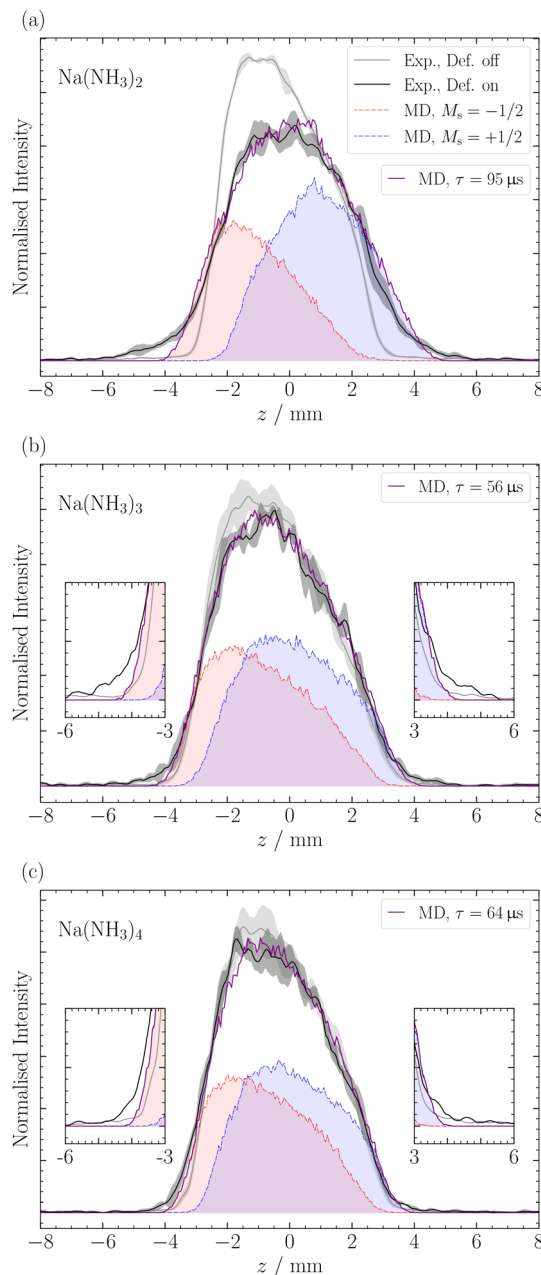 (a)
Na(NH₃)₂
Exp., Def. off
Exp., Def. on
MD, Mₛ = −1/2
MD, Mₛ = +1/2
MD, τ = 95 μs
Normalised Intensity
−8 −6 −4 −2 0 2 4 6 8
z / mm
(b)
Na(NH₃)₃
MD, τ = 56 μs
Normalised Intensity
-6 -3
3 6
−8 −6 −4 −2 0 2 4 6 8
z / mm
(c)
Na(NH₃)₄
MD, τ = 64 μs
Normalised Intensity
-6 -3
3 6
−8 −6 −4 −2 0 2 4 6 8
z / mm